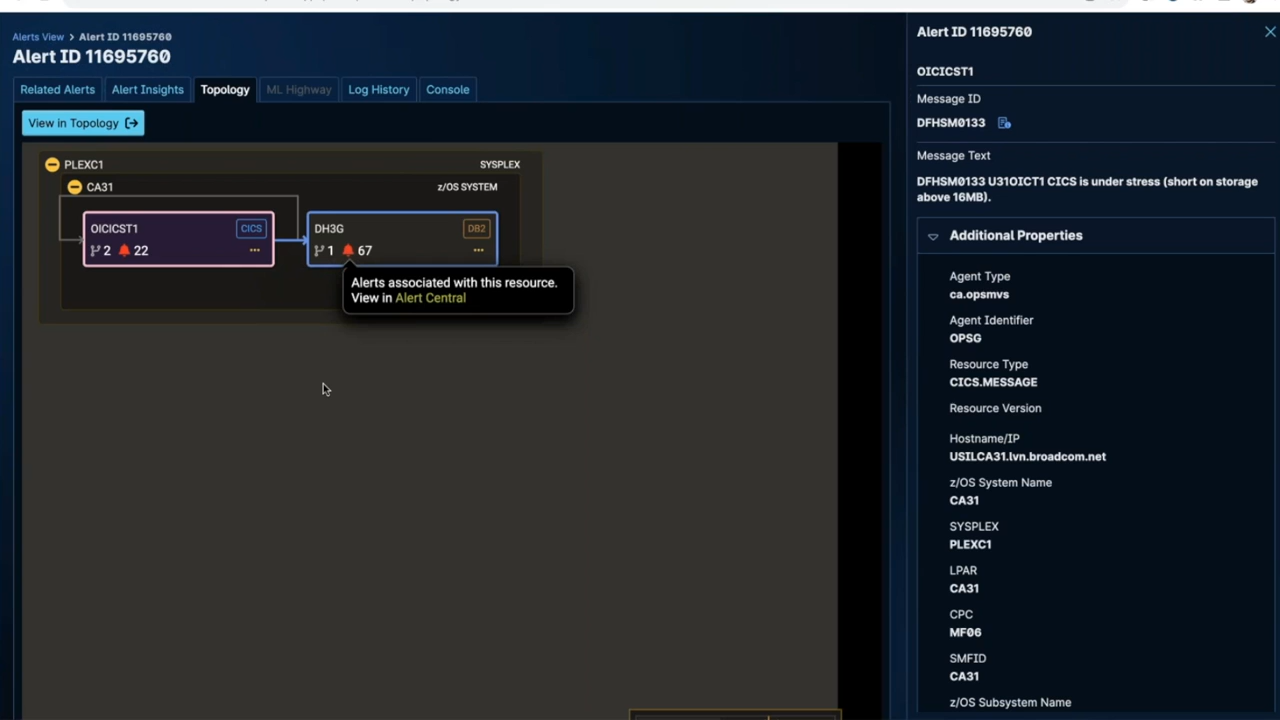 Alerts View > Alert ID 11695760
Alert ID 11695760
Related Alerts
Alert Insights
Topology
ML Highway
Log History
Console
View in Topology
PLEXC1
SYSPLEX
CA31
z/OS SYSTEM
OICICST1
CICS
2
22
...
DH3G
DB2
1
67
...
Alerts associated with this resource.
View in Alert Central
Alert ID 11695760
OICICST1
Message ID
DFHSM0133
Message Text
DFHSM0133 U31OICT1 CICS is under stress (short on storage
above 16MB).
Additional Properties
Agent Type
ca.opsmvs
Agent Identifier
OPSG
Resource Type
CICS.MESSAGE
Resource Version
Hostname/IP
USILCA31.lvn.broadcom.net
z/OS System Name
CA31
SYSPLEX
PLEXC1
LPAR
CA31
CPC
MF06
SMFID
CA31
z/OS Subsystem Name